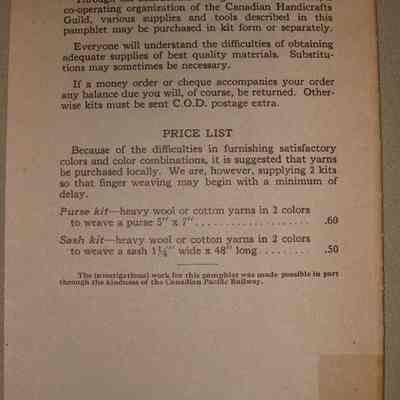 co-operating organization of the Canadian Handicrafts
Guild, various supplies and tools described in this
pamphlet may be purchased in kit form or separately.
Everyone will understand the difficulties of obtaining
adequate supplies of best quality materials. Substitu-
tions may sometimes be necessary.
If a money order or cheque accompanies your order
any balance due you will, of course, be returned. Other-
wise kits must be sent C.O.D. postage extra.
PRICE LIST
Because of the difficulties in furnishing satisfactory
colors and color combinations, it is suggested that yarns
be purchased locally. We are, however, supplying 2 kits
so that finger weaving may begin with a minimum of
delay.
Purse kit—heavy wool or cotton yarns in 2 colors
to weave a purse 5" x 7".................... .60
Sash kit—heavy wool or cotton yarns in 2 colors
to weave a sash 1¼" wide x 48" long......... .50
The investigational work for this pamphlet was made possible in part
through the kindness of the Canadian Pacific Railway.